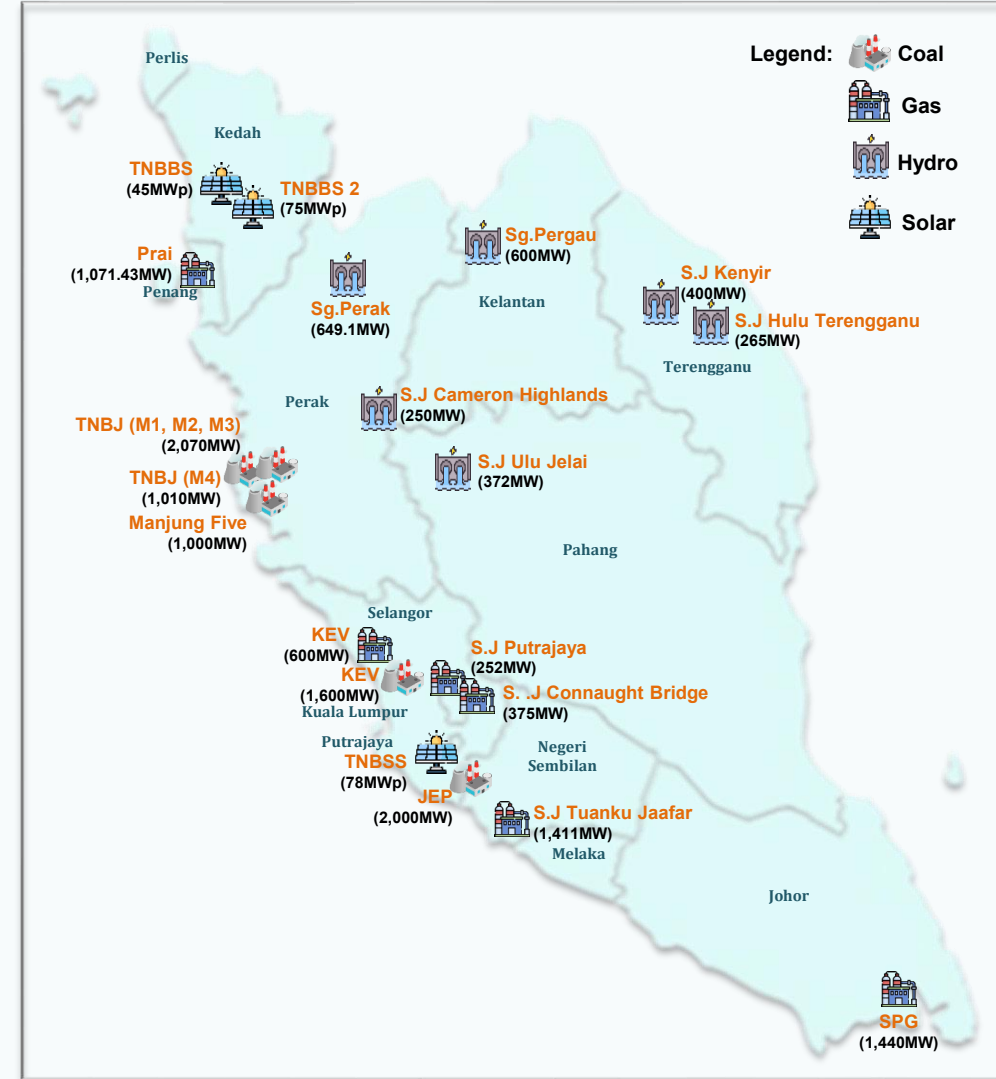 Legend:
Coal
Gas
Hydro
Solar
Perlis
Kedah
TNBBS
(45MWp)
TNBBS 2
(75MWp)
Prai
(1,071.43MW)
Penang
Sg.Perak
(649.1MW)
Sg.Pergau
(600MW)
Kelantan
S.J Kenyir
(400MW)
S.J Hulu Terengganu
(265MW)
Terengganu
Perak
S.J Cameron Highlands
(250MW)
TNBJ (M1, M2, M3)
(2,070MW)
TNBJ (M4)
(1,010MW)
Manjung Five
(1,000MW)
S.J Ulu Jelai
(372MW)
Pahang
Selangor
KEV
(600MW)
KEV
(1,600MW)
Kuala Lumpur
S.J Putrajaya
(252MW)
S. .J Connaught Bridge
(375MW)
Putrajaya
TNBSS
(78MWp)
JEP
(2,000MW)
Negeri
Sembilan
S.J Tuanku Jaafar
(1,411MW)
Melaka
Johor
SPG
(1,440MW)